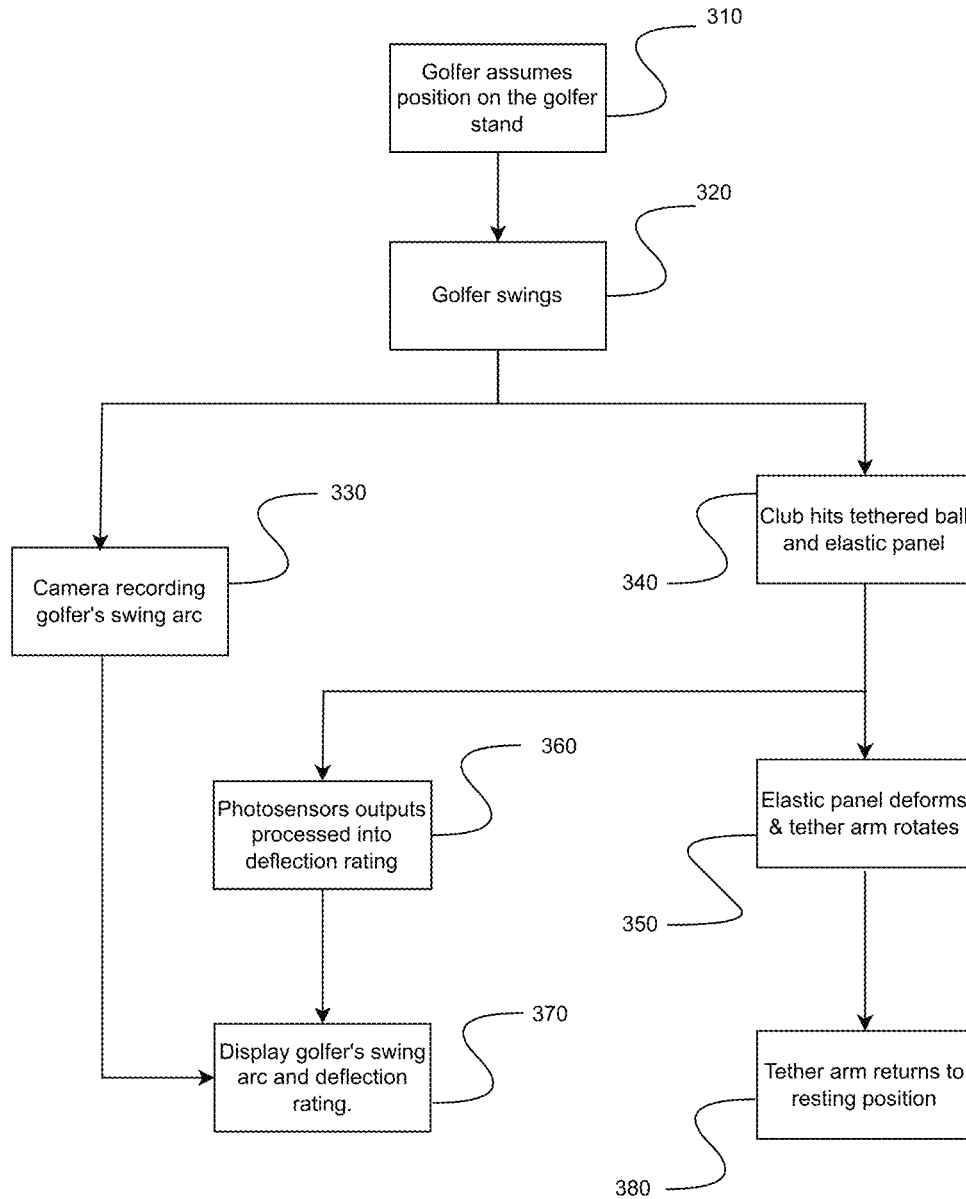 310
Golfer assumes
position on the golfer
stand
320
Golfer swings
330
Camera recording
golfer's swing arc
Club hits tethered ball
and elastic panel
340
360
Photosensors outputs
processed into
deflection rating
Elastic panel deforms
& tether arm rotates
350
370
Display golfer's swing
arc and deflection
rating.
Tether arm returns to
resting position
380